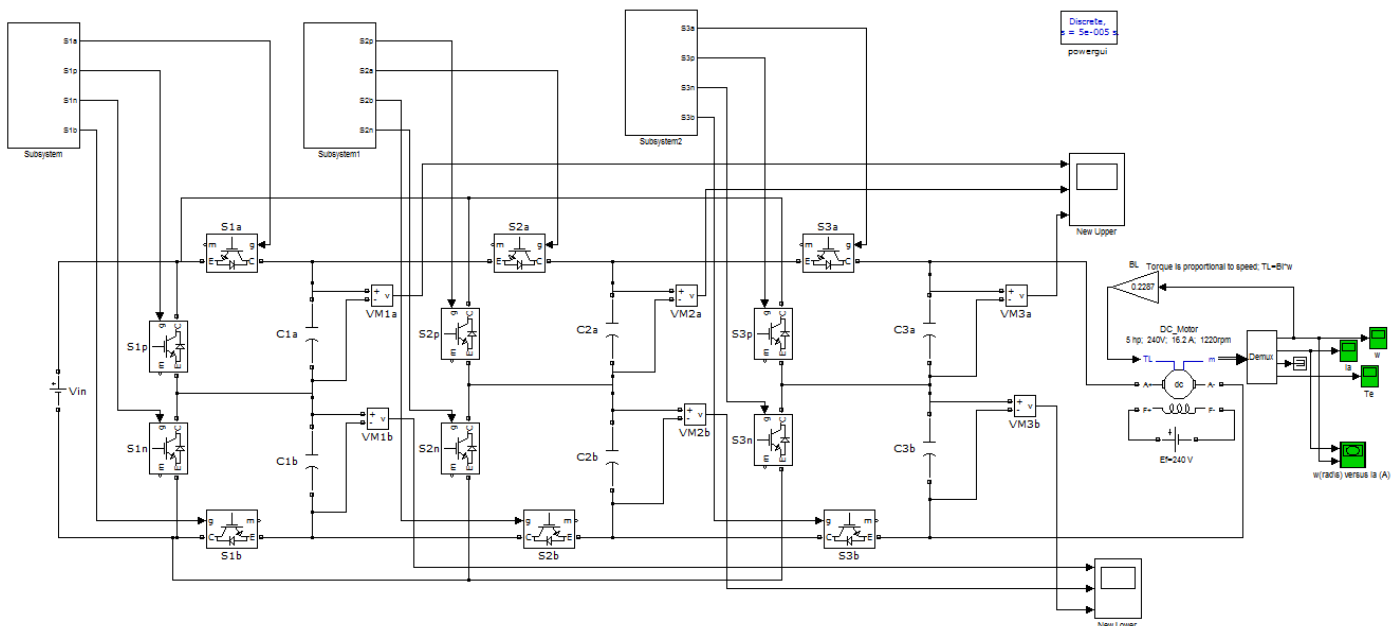 S1a
S1p
S1n
S1b
Subsystem
S2p
S2a
S2b
S2n
Subsystem1
S3a
S3p
S3n
S3b
Subsystem2
Discrete,
s = 5e-005 s.
powergui
New Upper
S1a
m
g
E
C
S2a
m
g
E
C
S3a
m
g
E
C
BL
Torque is proportional to speed; TL=Bl*w
0.2287
+
-
v
VM1a
+
-
v
VM2a
+
-
v
VM3a
S1p
g
C
m
E
C1a
S2p
g
C
m
E
C2a
S3p
g
C
m
E
C3a
DC_Motor
5 hp; 240V; 16.2 A; 1220rpm
TL
m
Demux
w
Ia
Te
A+
dc
A-
F+
F-
+
Ef=240 V
w(rad\s) versus Ia (A)
+
Vin
+
-
v
VM1b
+
-
v
VM2b
+
-
v
VM3b
S1n
g
C
m
E
C1b
S2n
g
C
m
E
C2b
S3n
g
C
m
E
C3b
g
m
C
E
S1b
g
m
C
E
S2b
g
m
C
E
S3b
New Lower